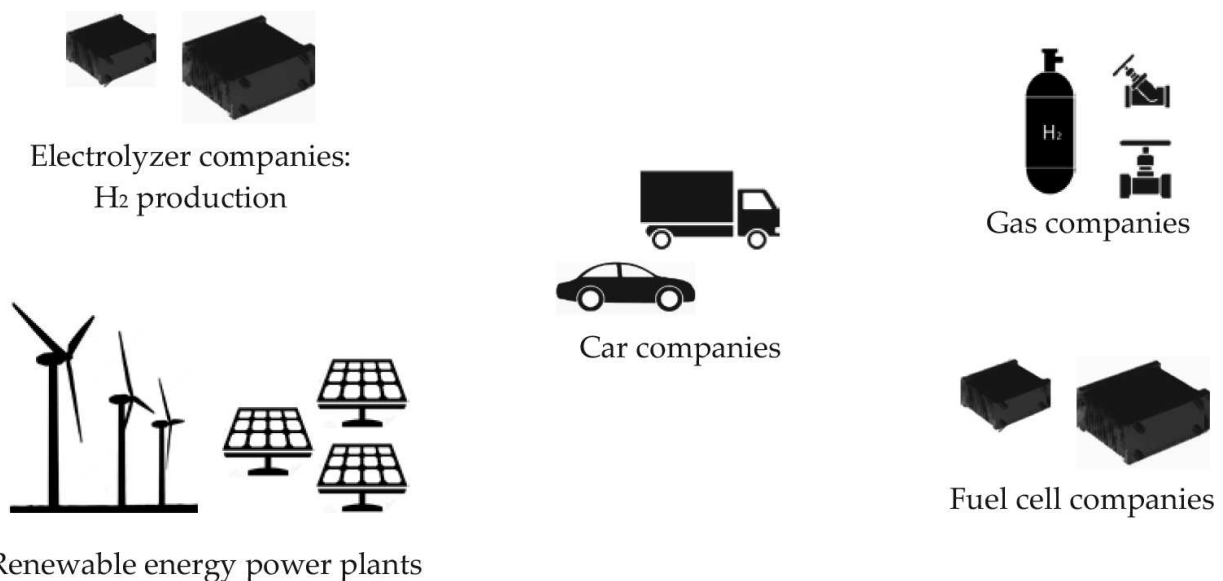 Electrolyzer companies:
H2 production
H2
Gas companies
Car companies
Fuel cell companies
Renewable energy power plants